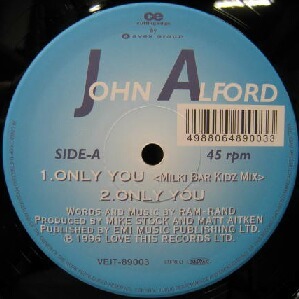 JOHN ALFORD
4988064890033
SIDE-A
45 rpm
1.ONLY YOU <MILKI BAR KIDZ MIX>
2.ONLY YOU
WORDS AND MUSIC BY RAM-RAND
PRODUCED BY MIKE STOCK AND MATT AITKEN
PUBLISHED BY EMI MUSIC PUBLISHING LTD.
℗ 1996 LOVE THIS RECORDS LTD.
VEJT-89003